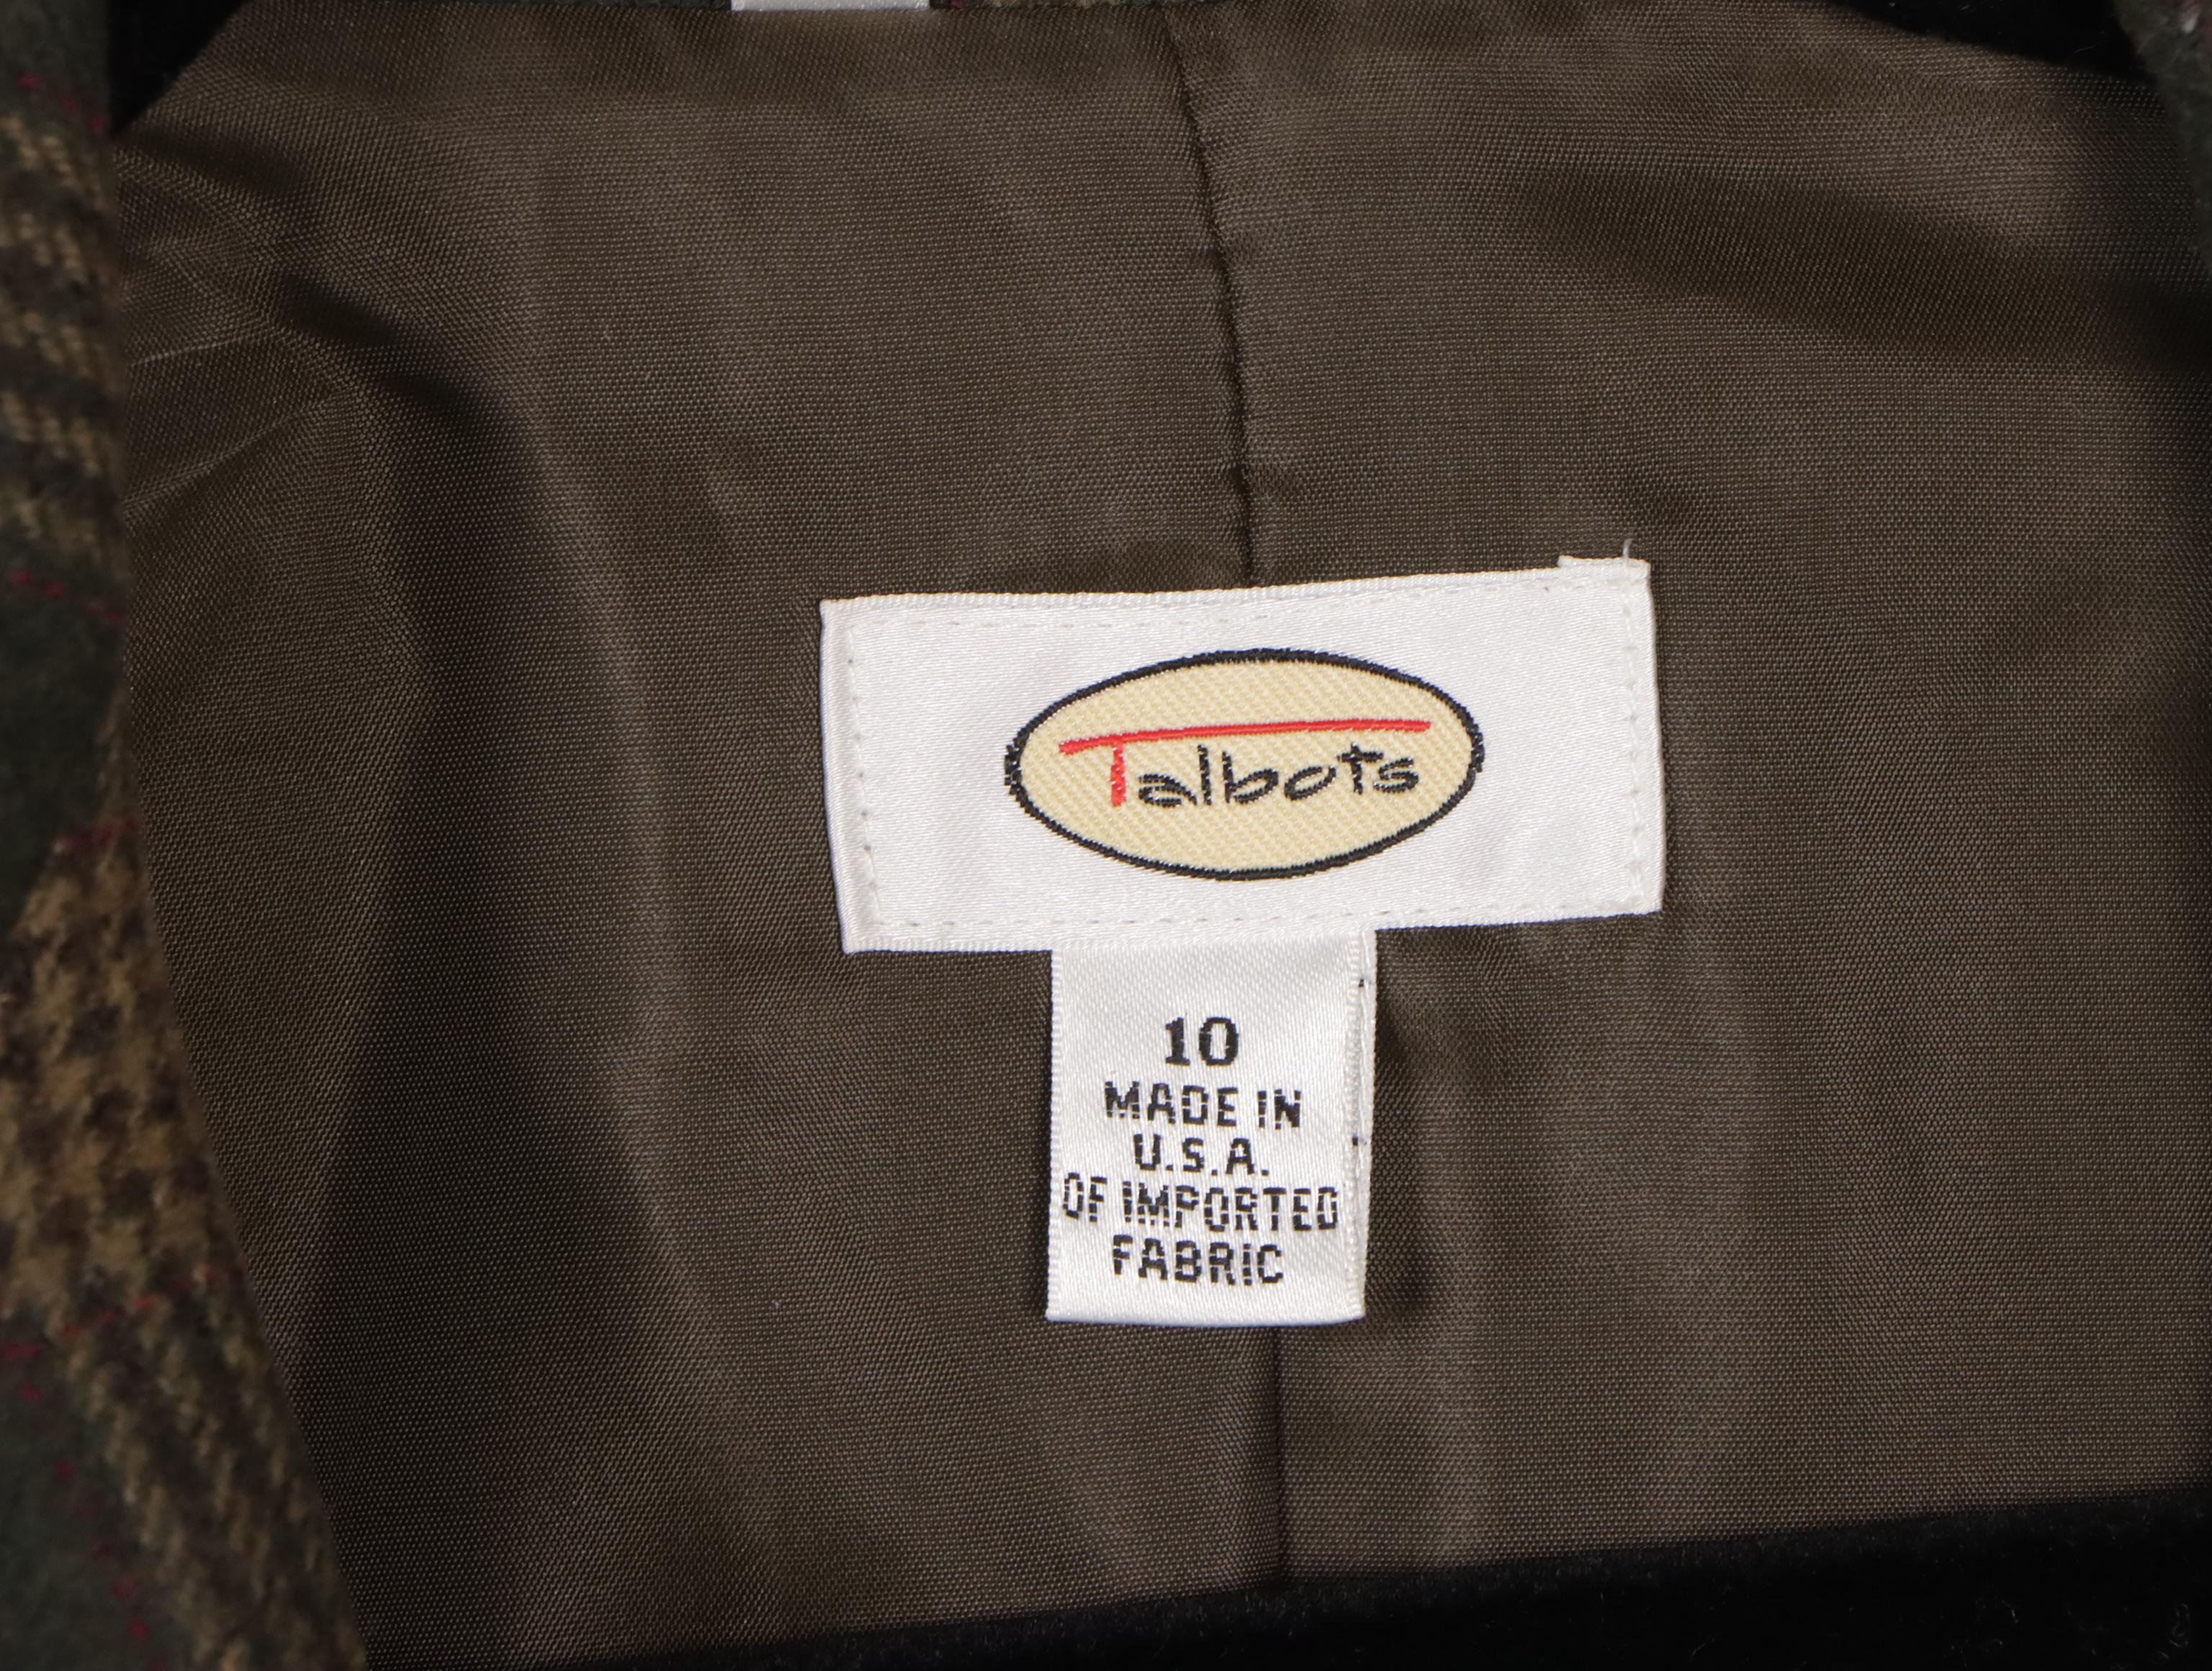 Talbots
10
MADE IN
U.S.A.
OF IMPORTED
FABRIC